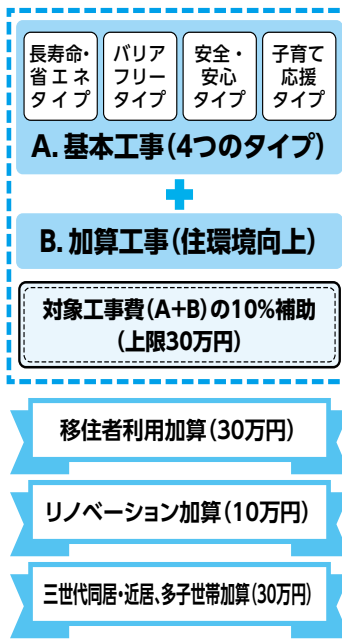 長寿命・
省エネ
タイプ
バリア
フリー
タイプ
安全・
安心
タイプ
子育て
応援
タイプ
A. 基本工事(4つのタイプ)
+
B. 加算工事(住環境向上)
対象工事費(A+B)の10%補助
(上限30万円)
移住者利用加算(30万円)
リノベーション加算(10万円)
三世代同居・近居、多子世帯加算(30万円)